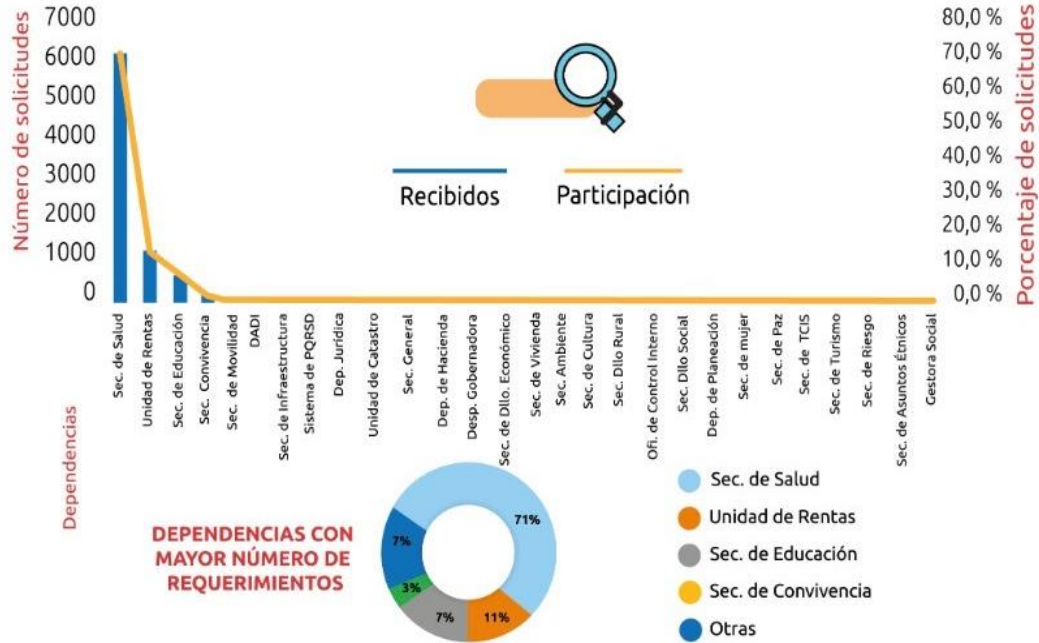 Número de solicitudes
7000
6000
5000
4000
3000
2000
1000
0
Recibidos
Participación
80,0 %
70,0 %
60,0 %
50,0 %
40,0 %
30,0 %
20,0 %
10,0 %
0,0 %
Porcentaje de solicitudes
Sec. de Salud
Unidad de Rentas
Sec. de Educación
Sec. Convivencia
Sec. de Movilidad
DADI
Sec. de Infraestructura
Sistema de PQRSD
Dep. Jurídica
Unidad de Catastro
Sec. General
Dep. de Hacienda
Desp. Gobernadora
Sec. de Dllo. Económico
Sec. de Vivienda
Sec. Ambiente
Sec. de Cultura
Sec. Dllo Rural
Ofi. de Control Interno
Sec. Dllo Social
Dep. de Planeación
Sec. de mujer
Sec. de Paz
Sec. de TCIS
Sec. de Turismo
Sec. de Riesgo
Sec. de Asuntos Étnicos
Gestora Social
Dependencias
DEPENDENCIAS CON
MAYOR NÚMERO DE
REQUERIMIENTOS
71%
11%
7%
3%
7%
Sec. de Salud
Unidad de Rentas
Sec. de Educación
Sec. de Convivencia
Otras